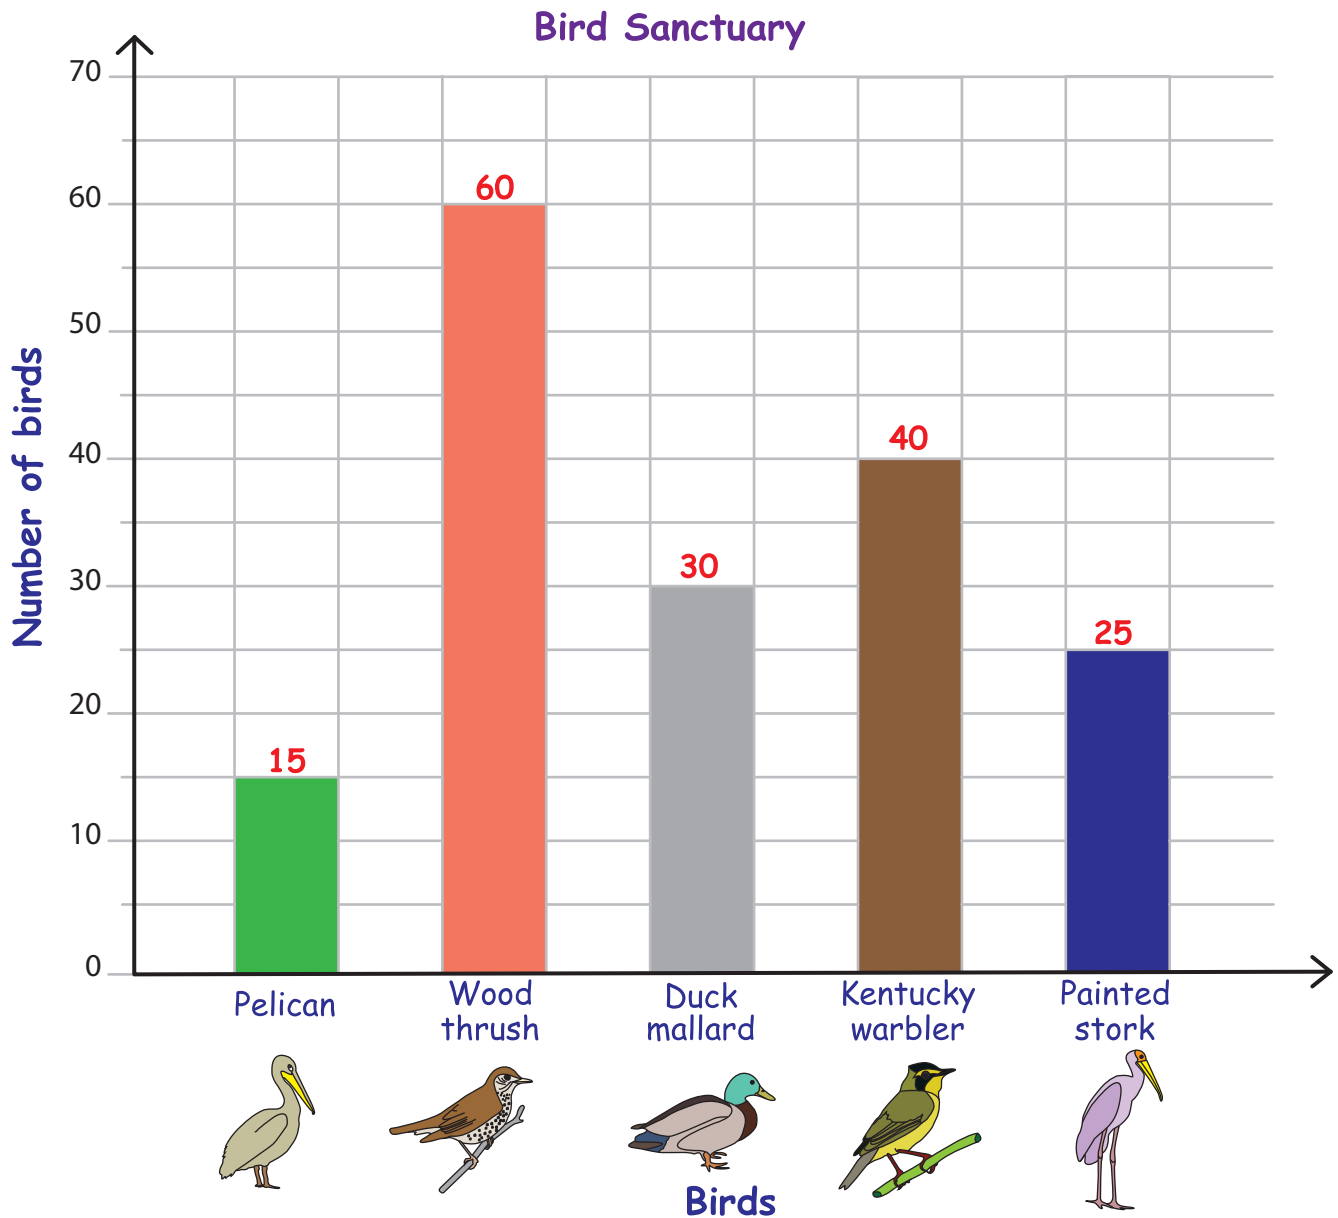 Bird Sanctuary
Number of birds
70
60
50
40
30
20
10
0
15
60
30
40
25
Pelican
Wood
thrush
Duck
mallard
Kentucky
warbler
Painted
stork
Birds